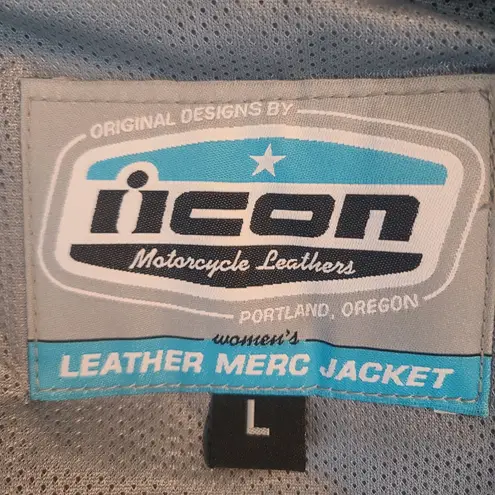 ORIGINAL DESIGNS BY
icon
Motorcycle Leathers
PORTLAND, OREGON
women's
LEATHER MERC JACKET
L